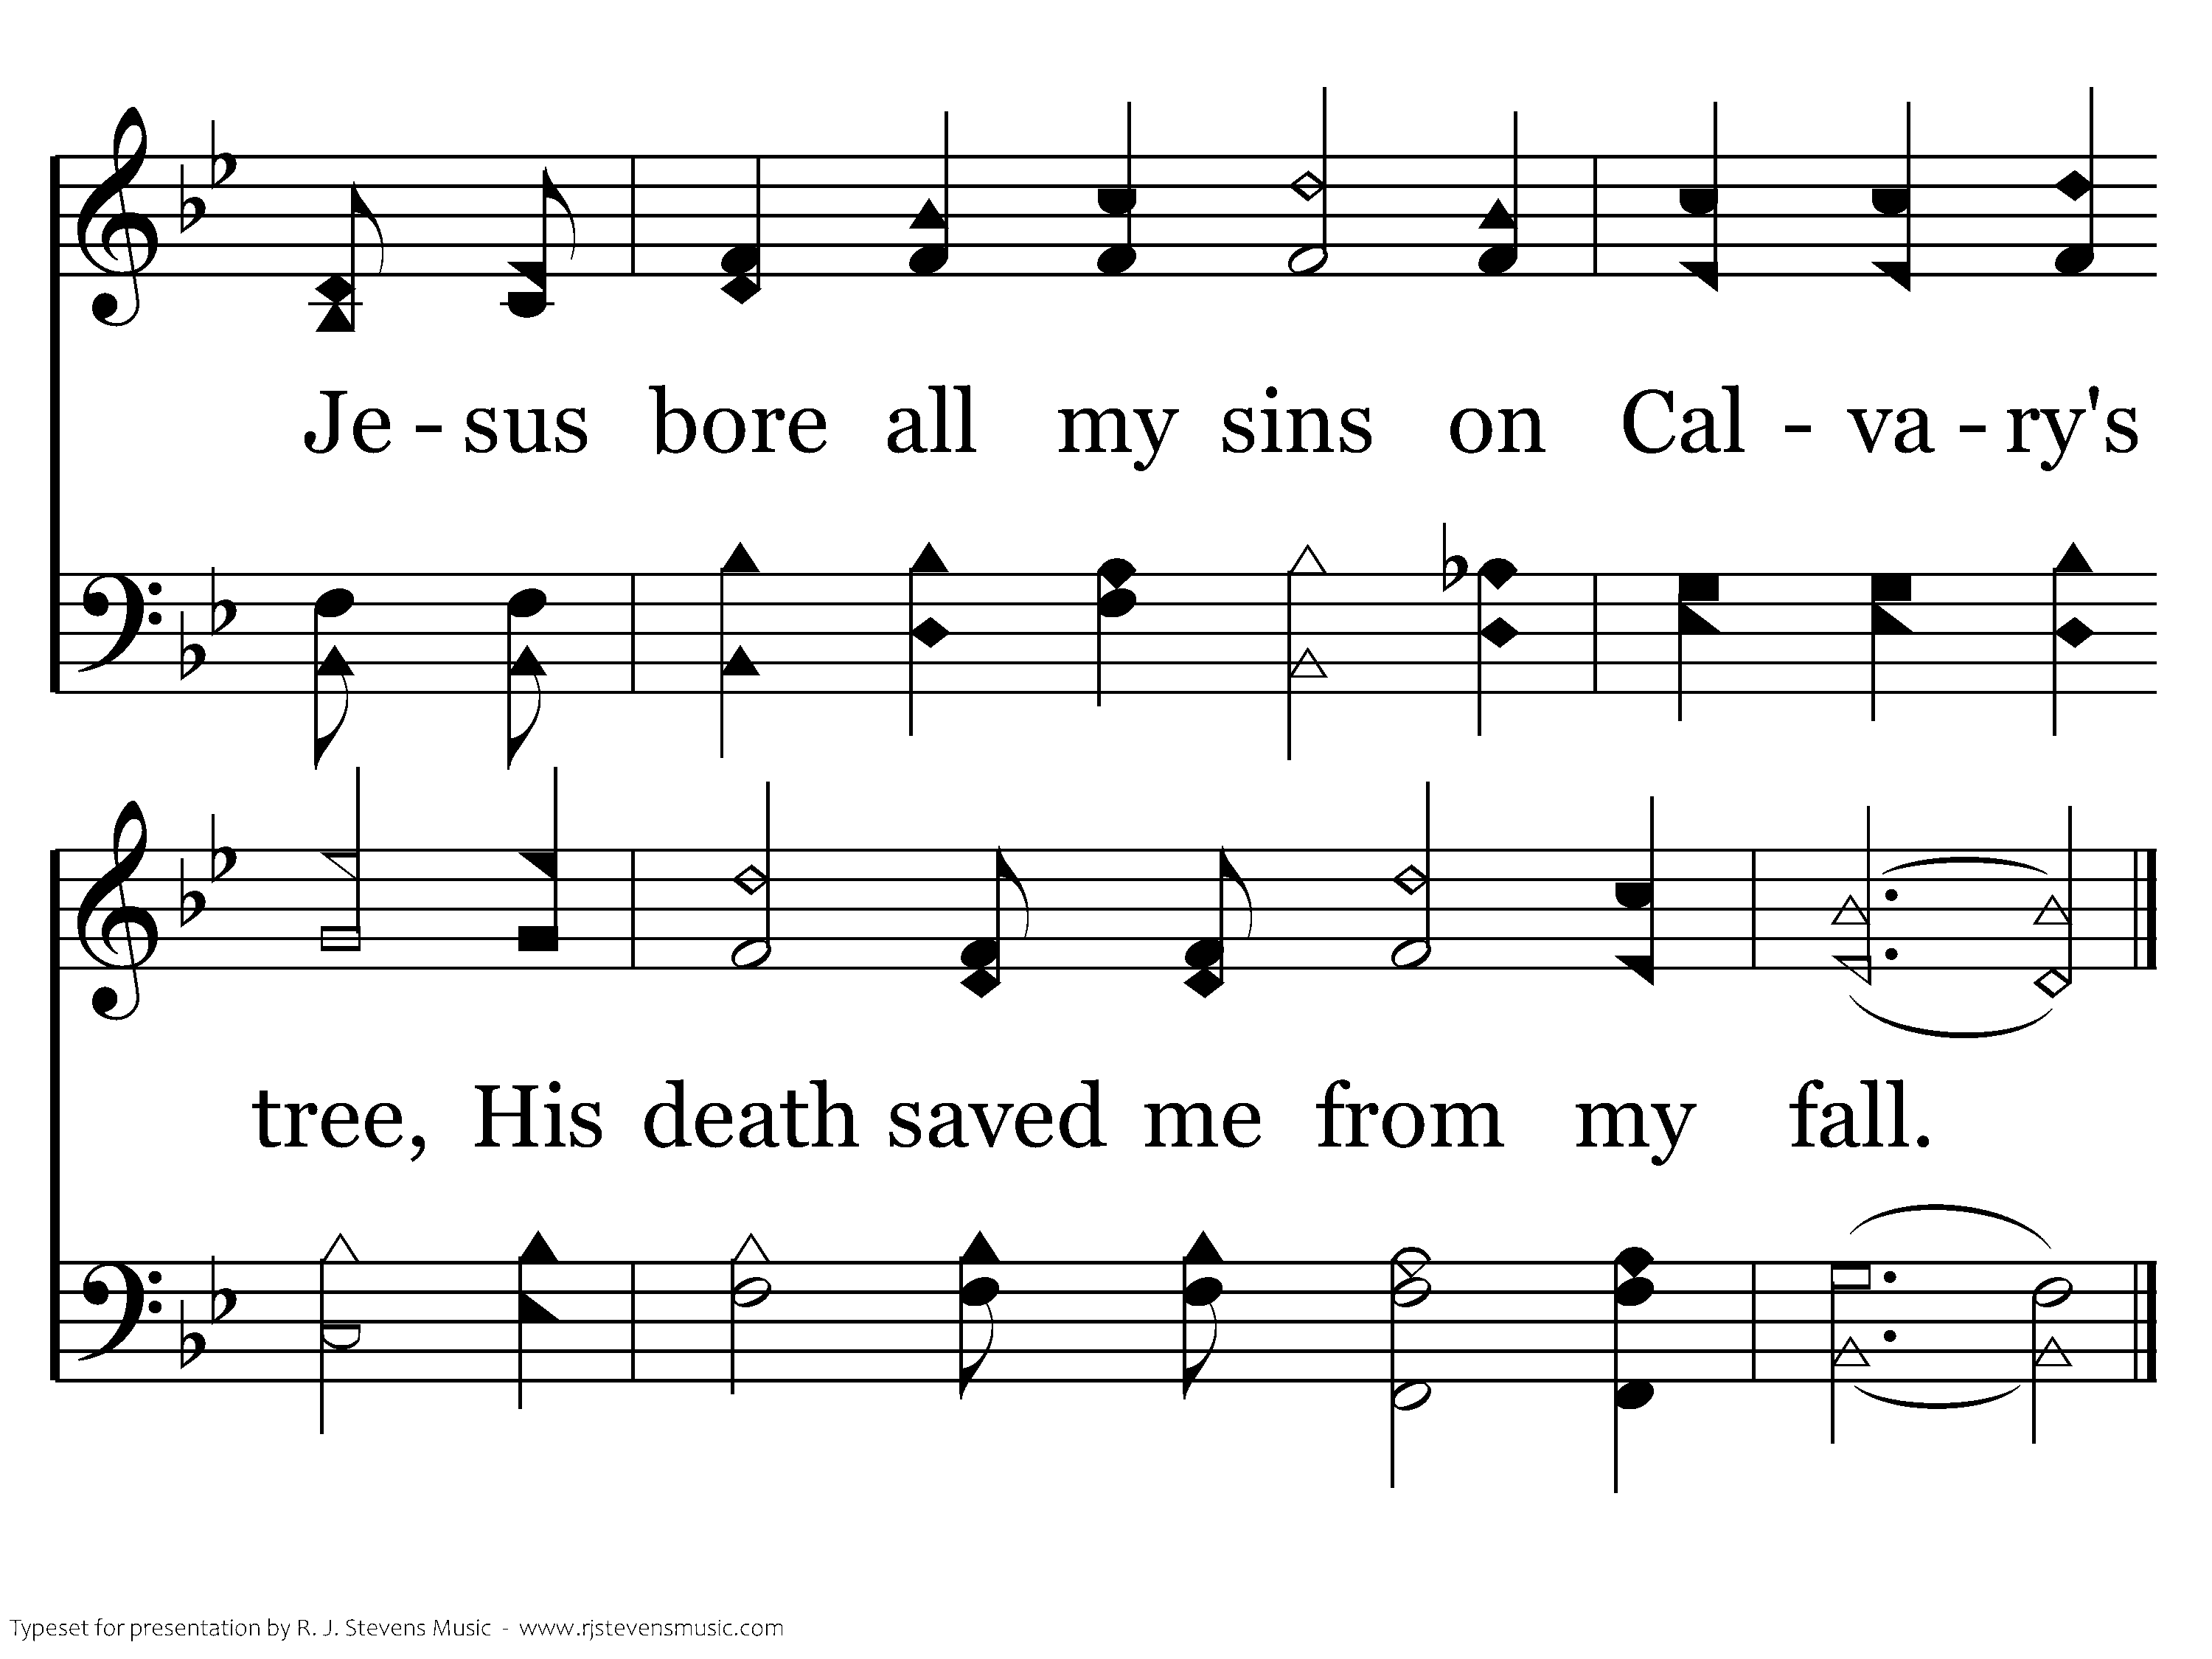 Je - sus bore all my sins on Cal - va - ry's
tree, His death saved me from my fall.
Typeset for presentation by R. J. Stevens Music - www.rjstevensmusic.com